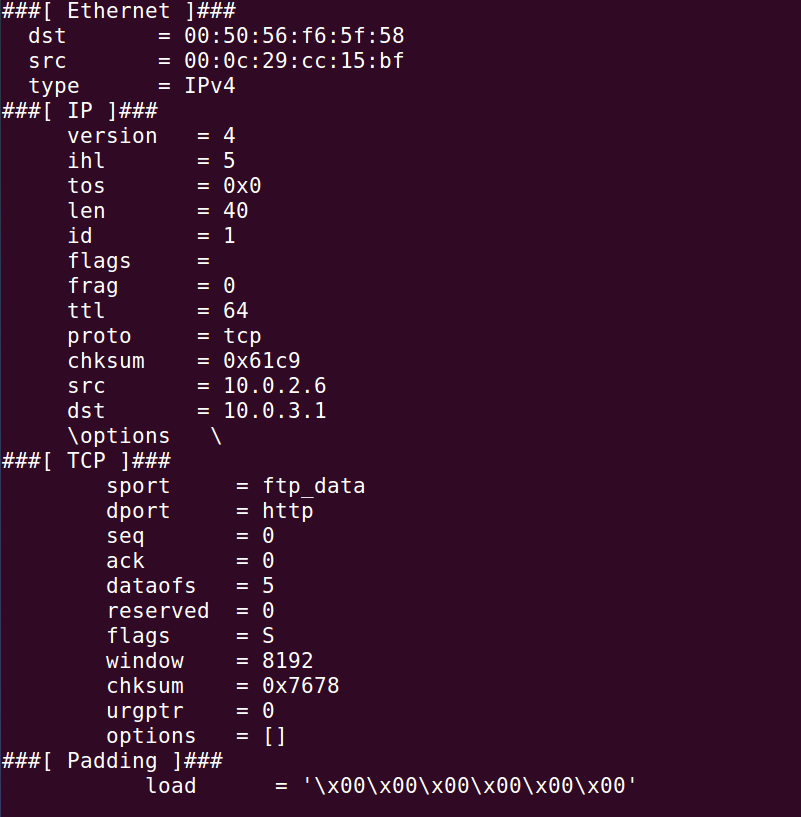 ###[ Ethernet ]###
  dst       = 00:50:56:f6:5f:58
  src       = 00:0c:29:cc:15:bf
  type      = IPv4
###[ IP ]###
     version   = 4
     ihl       = 5
     tos       = 0x0
     len       = 40
     id        = 1
     flags     =
     frag      = 0
     ttl       = 64
     proto     = tcp
     chksum    = 0x61c9
     src       = 10.0.2.6
     dst       = 10.0.3.1
     \options   \
###[ TCP ]###
        sport     = ftp_data
        dport     = http
        seq       = 0
        ack       = 0
        dataofs   = 5
        reserved  = 0
        flags     = S
        window    = 8192
        chksum    = 0x7678
        urgptr    = 0
        options   = []
###[ Padding ]###
           load      = '\x00\x00\x00\x00\x00\x00'